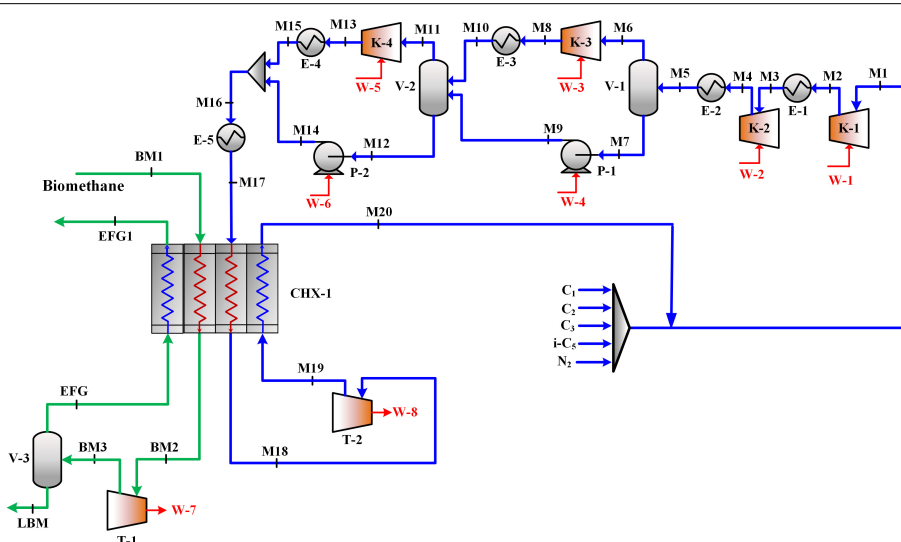 M15 M13 M11 M10 M8 M6 M1
K-4 K-3
E-4 E-3 M5 M4 M3 M2
W-5 V-2 W-3 V-1
E-2 E-1
M16 K-2 K-1
E-5 M14 M12 M9 M7
BM1 P-2 P-1 W-2 W-1
Biomethane M17 W-6 W-4
M20
EFG1
CHX-1 C1
C2
C3
i-C5
M19 N2
EFG
W-8
T-2
V-3 BM3 BM2 M18
W-7
LBM
T-1